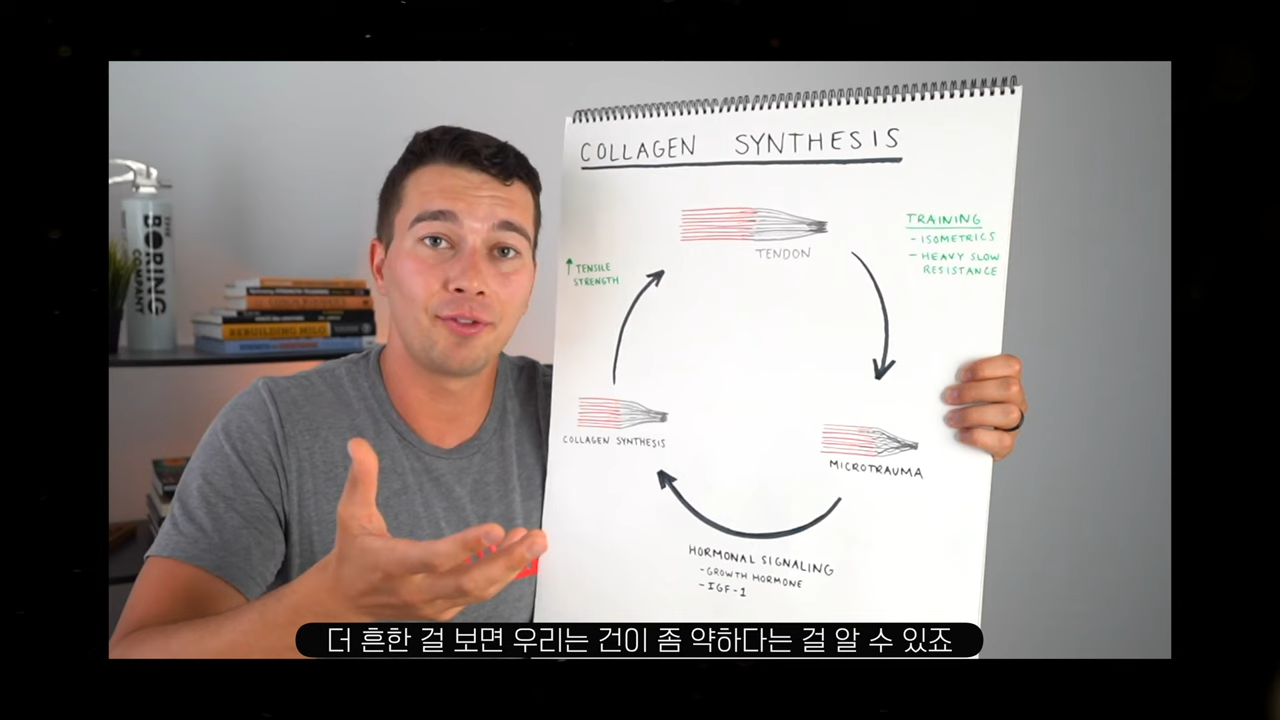 COLLAGEN SYNTHESIS
TENDON
TRAINING
- ISOMETRICS
- HEAVY SLOW
RESISTANCE
↑ TENSILE
STRENGTH
COLLAGEN SYNTHESIS
MICROTRAUMA
HORMONAL SIGNALING
- GROWTH HORMONE
- IGF-1
THE
BORING
COMPANY
REBUILDING MILO
더 흔한 걸 보면 우리는 건이 좀 약하다는 걸 알 수 있죠